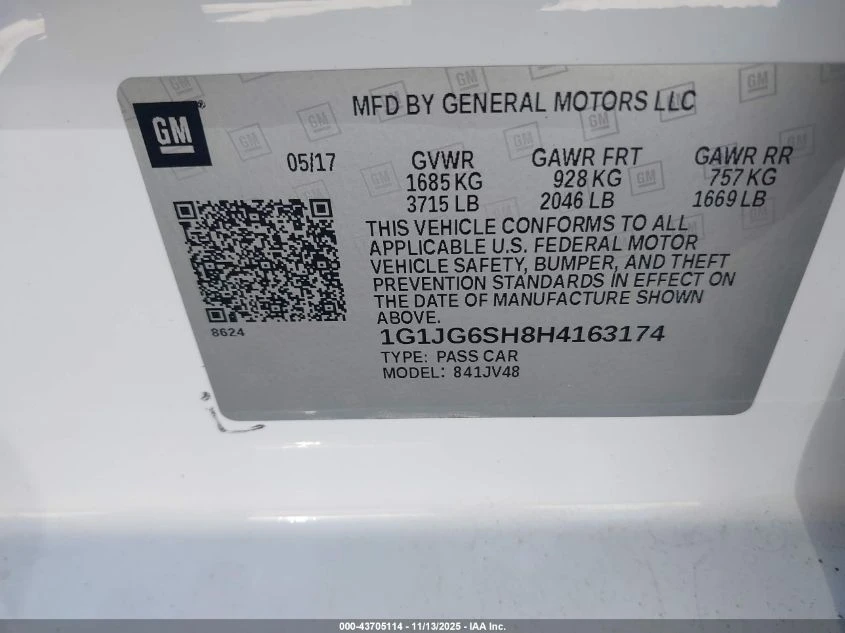 GM
MFD BY GENERAL MOTORS LLC
05/17
GVWR GAWR FRT GAWR RR
1685 KG 928 KG 757 KG
3715 LB 2046 LB 1669 LB
THIS VEHICLE CONFORMS TO ALL
APPLICABLE U.S. FEDERAL MOTOR
VEHICLE SAFETY, BUMPER, AND THEFT
PREVENTION STANDARDS IN EFFECT ON
THE DATE OF MANUFACTURE SHOWN
ABOVE.
8624
1G1JG6SH8H4163174
TYPE: PASS CAR
MODEL: 841JV48
000-43705114 - 11/13/2025 - IAA Inc.